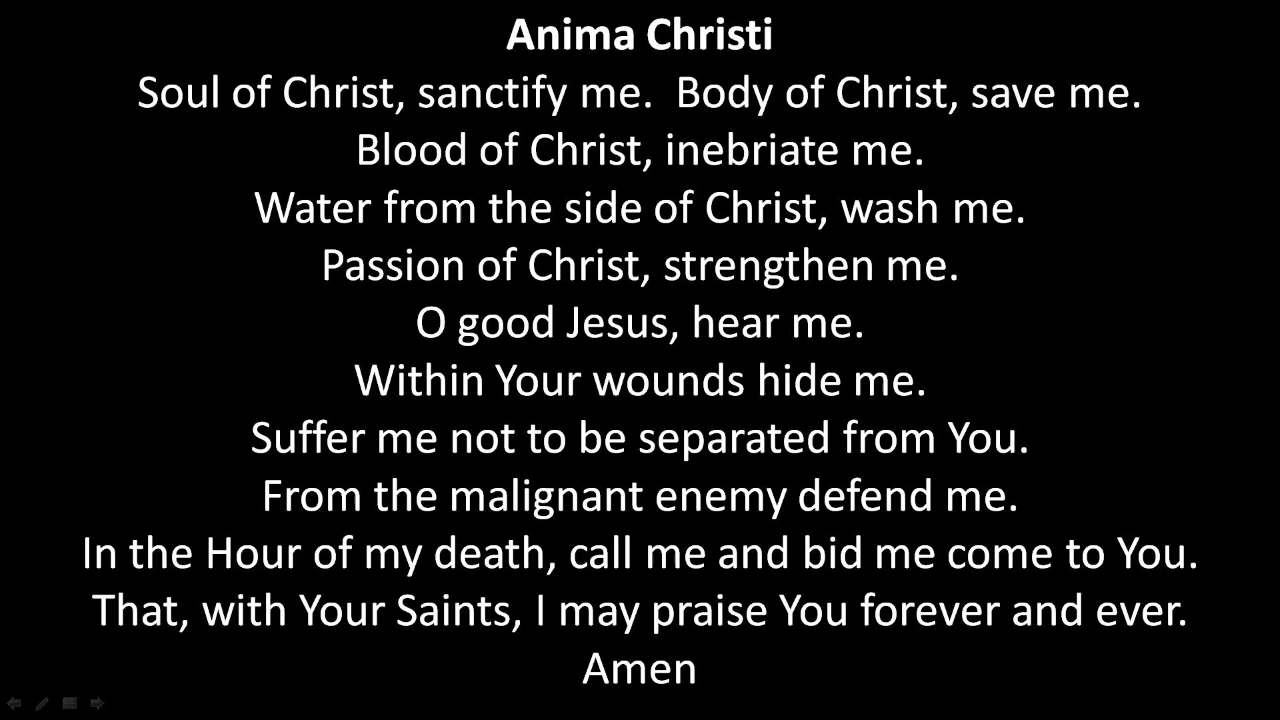 Anima Christi
Soul of Christ, sanctify me.  Body of Christ, save me.
Blood of Christ, inebriate me.
Water from the side of Christ, wash me.
Passion of Christ, strengthen me.
O good Jesus, hear me.
Within Your wounds hide me.
Suffer me not to be separated from You.
From the malignant enemy defend me.
In the Hour of my death, call me and bid me come to You.
That, with Your Saints, I may praise You forever and ever.
Amen